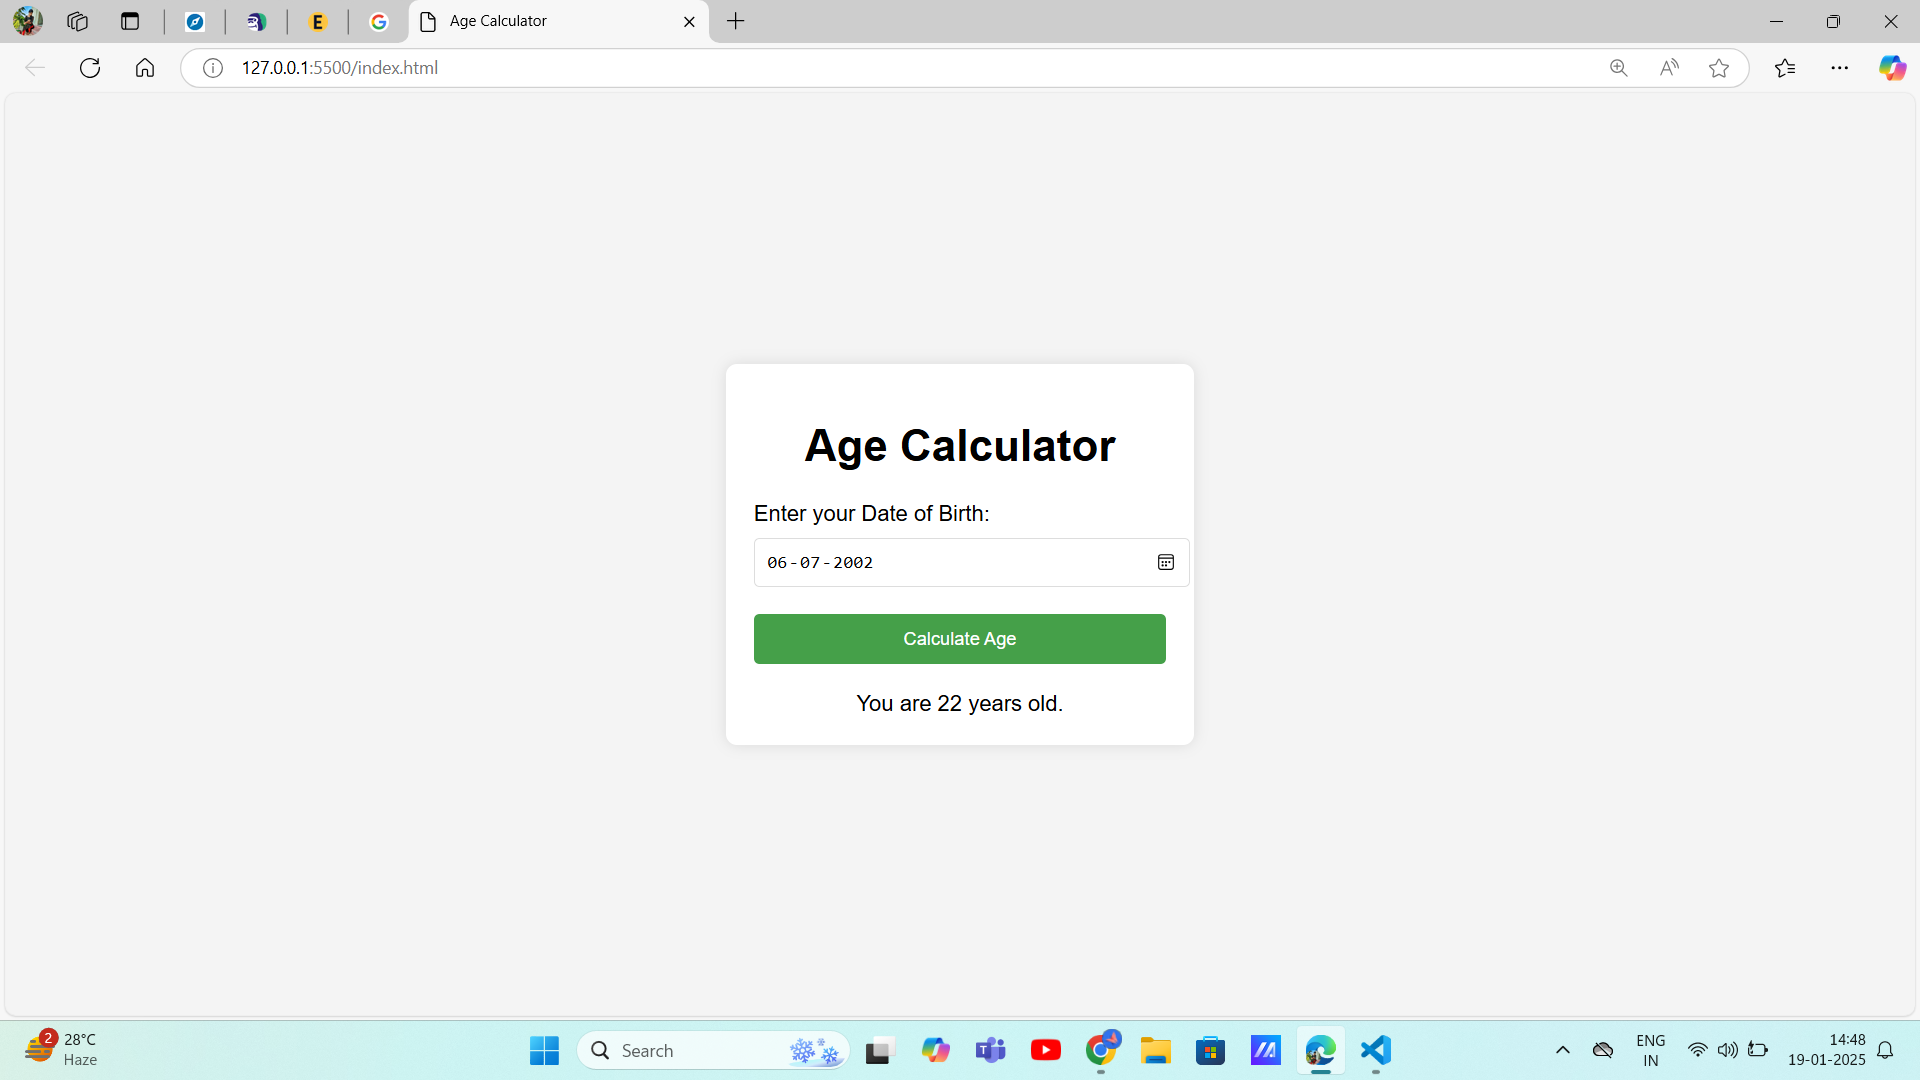 Age Calculator
127.0.0.1:5500/index.html
Age Calculator
Enter your Date of Birth:
06-07-2002
Calculate Age
You are 22 years old.
2
28°C
Haze
Search
ENG
IN
14:48
19-01-2025